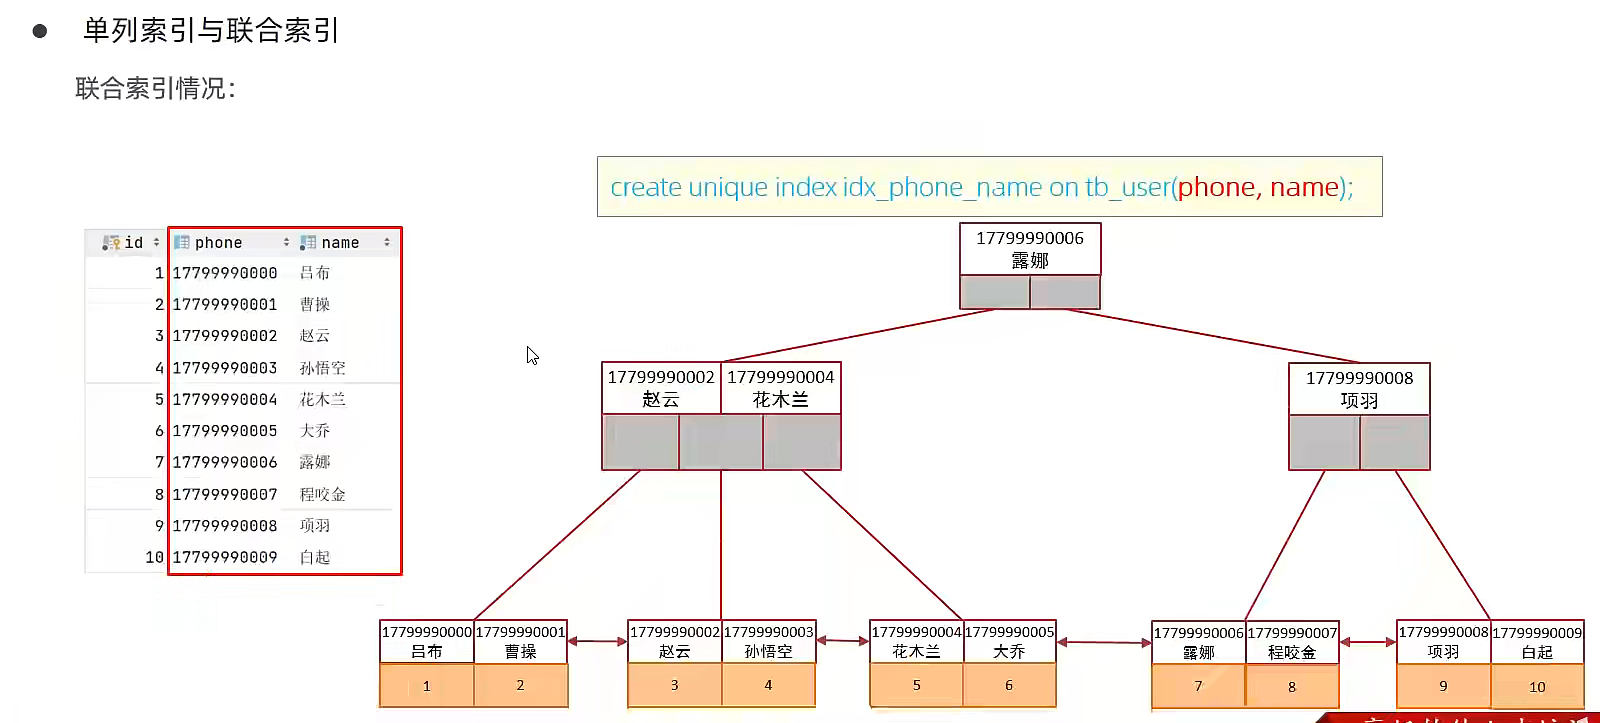 单列索引与联合索引
联合索引情况：
create unique index idx_phone_name on tb_user(phone, name);
id phone name
1 17799990000 吕布
2 17799990001 曹操
3 17799990002 赵云
4 17799990003 孙悟空
5 17799990004 花木兰
6 17799990005 大乔
7 17799990006 露娜
8 17799990007 程咬金
9 17799990008 项羽
10 17799990009 白起
17799990006
露娜
17799990002 17799990004
赵云 花木兰
17799990008
项羽
17799990000 17799990001
吕布 曹操
1 2
17799990002 17799990003
赵云 孙悟空
3 4
17799990004 17799990005
花木兰 大乔
5 6
17799990006 17799990007
露娜 程咬金
7 8
17799990008 17799990009
项羽 白起
9 10